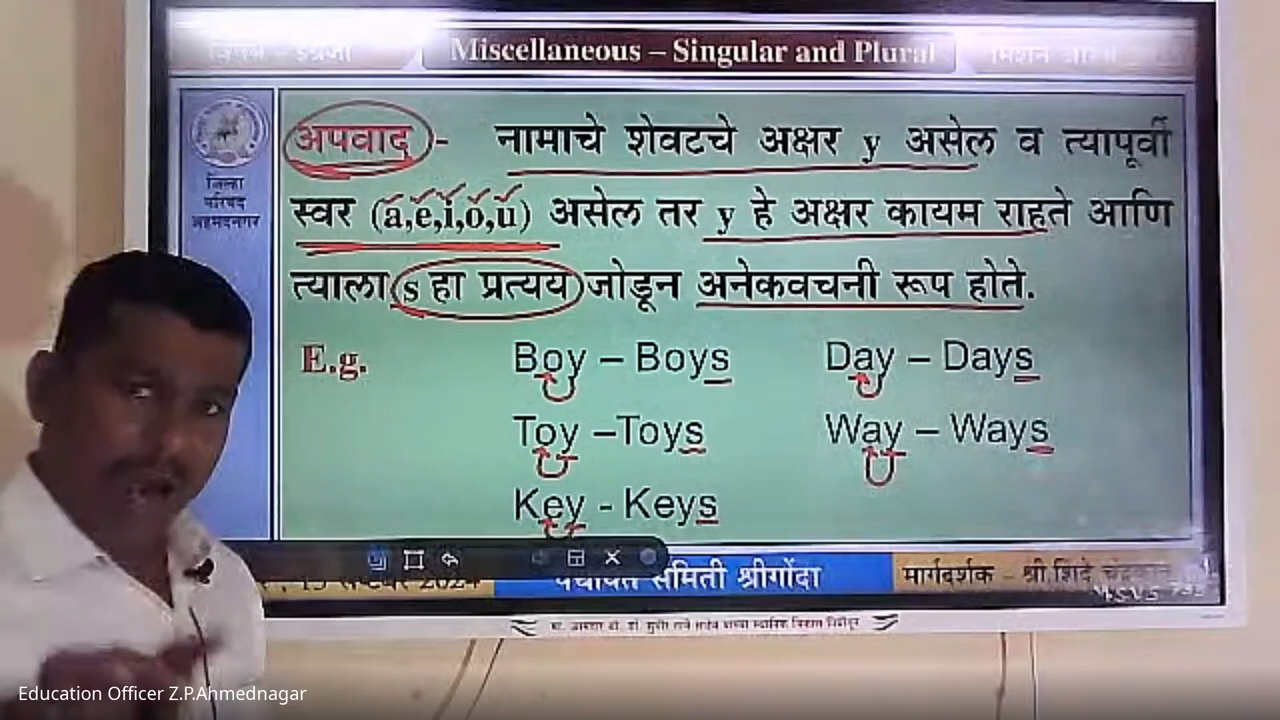 Miscellaneous – Singular and Plural
जिल्हा
परिषद
अहमदनगर
अपवाद - नामाचे शेवटचे अक्षर y असेल व त्यापूर्वी
स्वर (a,e,i,o,u) असेल तर y हे अक्षर कायम राहते आणि
त्याला s हा प्रत्यय जोडून अनेकवचनी रूप होते.
E.g. Boy – Boys Day – Days
Toy –Toys Way – Ways
Key - Keys
पंचायत समिती श्रीगोंदा
मार्गदर्शक – श्री.शिंदे
Education Officer Z.P.Ahmednagar